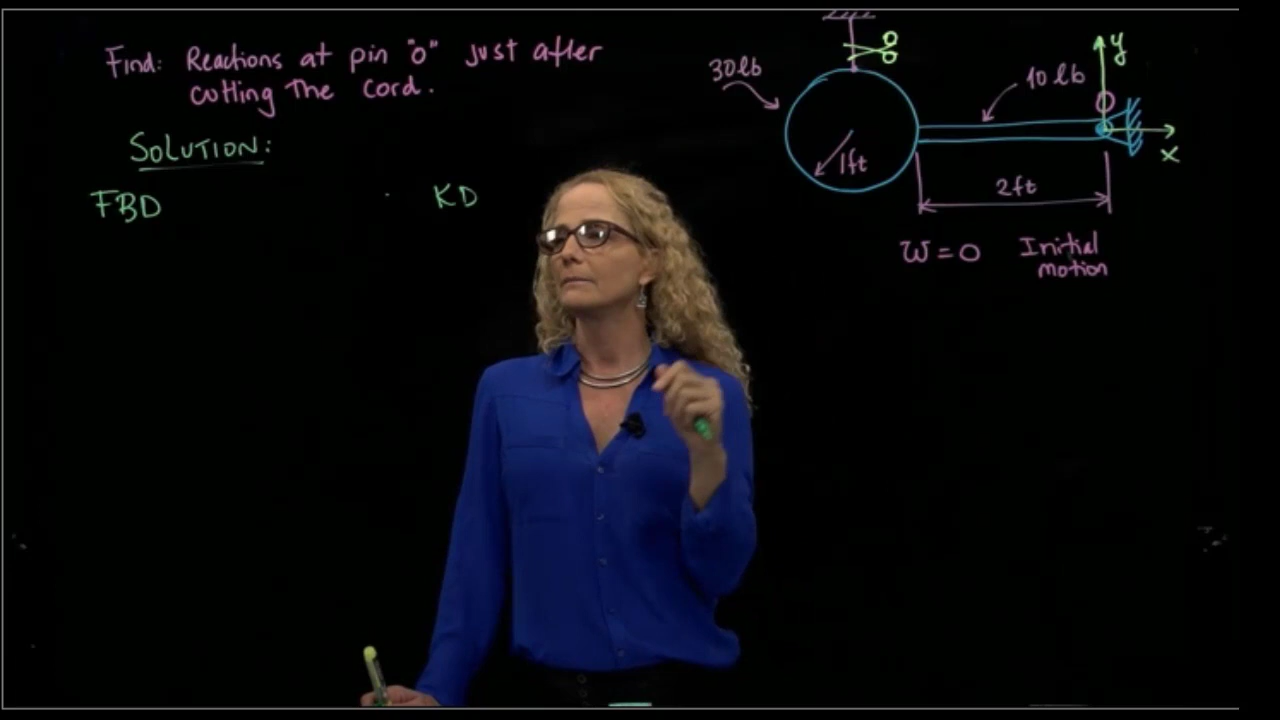 Find: Reactions at pin "o" just after
cutting the cord.
SOLUTION:
FBD
KD
30 lb
10 lb
y
O
x
1ft
2ft
W = 0 Initial
motion